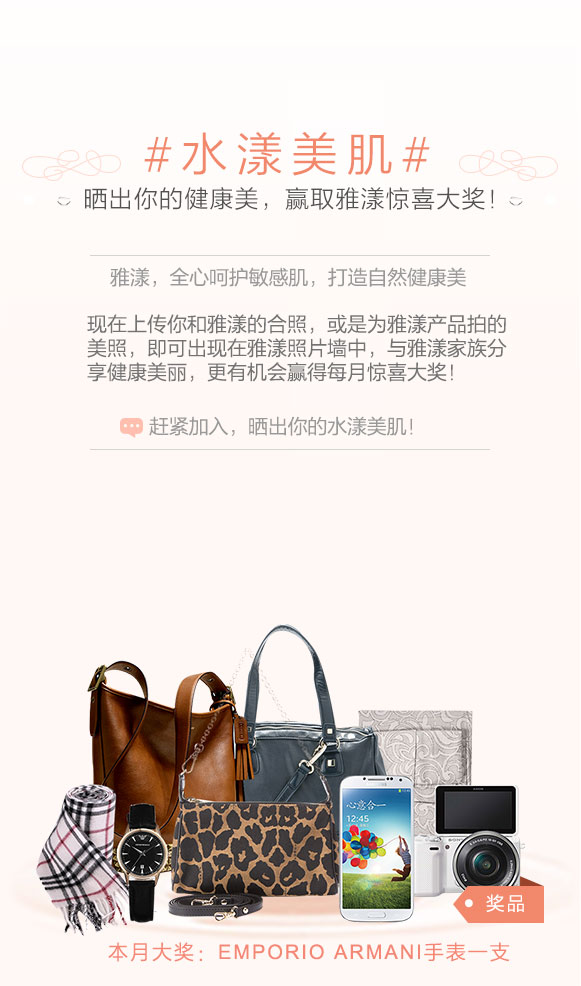 #水漾美肌#
晒出你的健康美，赢取雅漾惊喜大奖！
雅漾，全心呵护敏感肌，打造自然健康美
现在上传你和雅漾的合照，或是为雅漾产品拍的
美照，即可出现在雅漾照片墙中，与雅漾家族分
享健康美丽，更有机会赢得每月惊喜大奖！
赶紧加入，晒出你的水漾美肌！
心意合一
12:45
奖品
本月大奖：EMPORIO ARMANI手表一支